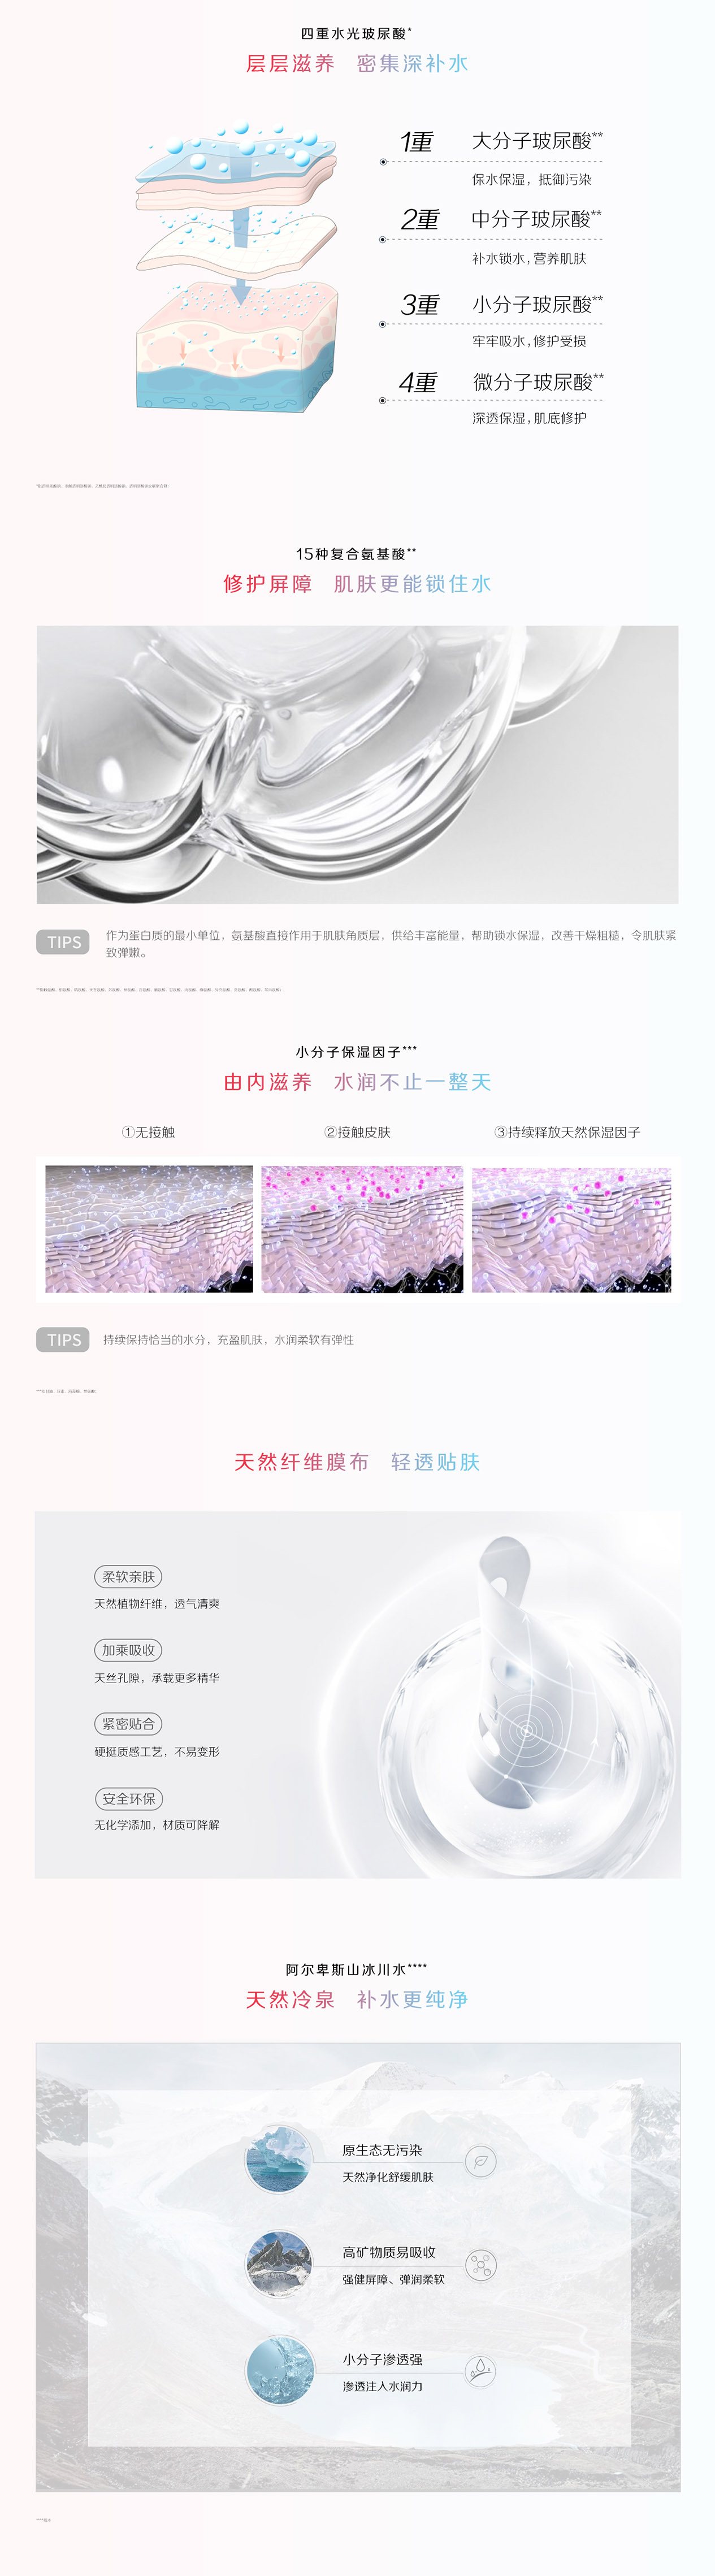 四重水光玻尿酸*
层层滋养 密集深补水
1重 大分子玻尿酸**
保水保湿，抵御污染
2重 中分子玻尿酸**
补水锁水，营养肌肤
3重 小分子玻尿酸**
牢牢吸水，修护受损
4重 微分子玻尿酸**
深透保湿，肌底修护
15种复合氨基酸**
修护屏障 肌肤更能锁住水
TIPS 作为蛋白质的最小单位，氨基酸直接作用于肌肤角质层，供给丰富能量，帮助锁水保湿，改善干燥粗糙，令肌肤紧
致弹嫩。
小分子保湿因子***
由内滋养 水润不止一整天
①无接触 ②接触皮肤 ③持续释放天然保湿因子
TIPS 持续保持恰当的水分，充盈肌肤，水润柔软有弹性
天然纤维膜布 轻透贴肤
柔软亲肤
天然植物纤维，透气清爽
加乘吸收
天丝孔隙，承载更多精华
紧密贴合
硬挺质感工艺，不易变形
安全环保
无化学添加，材质可降解
阿尔卑斯山冰川水****
天然冷泉 补水更纯净
原生态无污染
天然净化舒缓肌肤
高矿物质易吸收
强健屏障、弹润柔软
小分子渗透强
渗透注入水润力